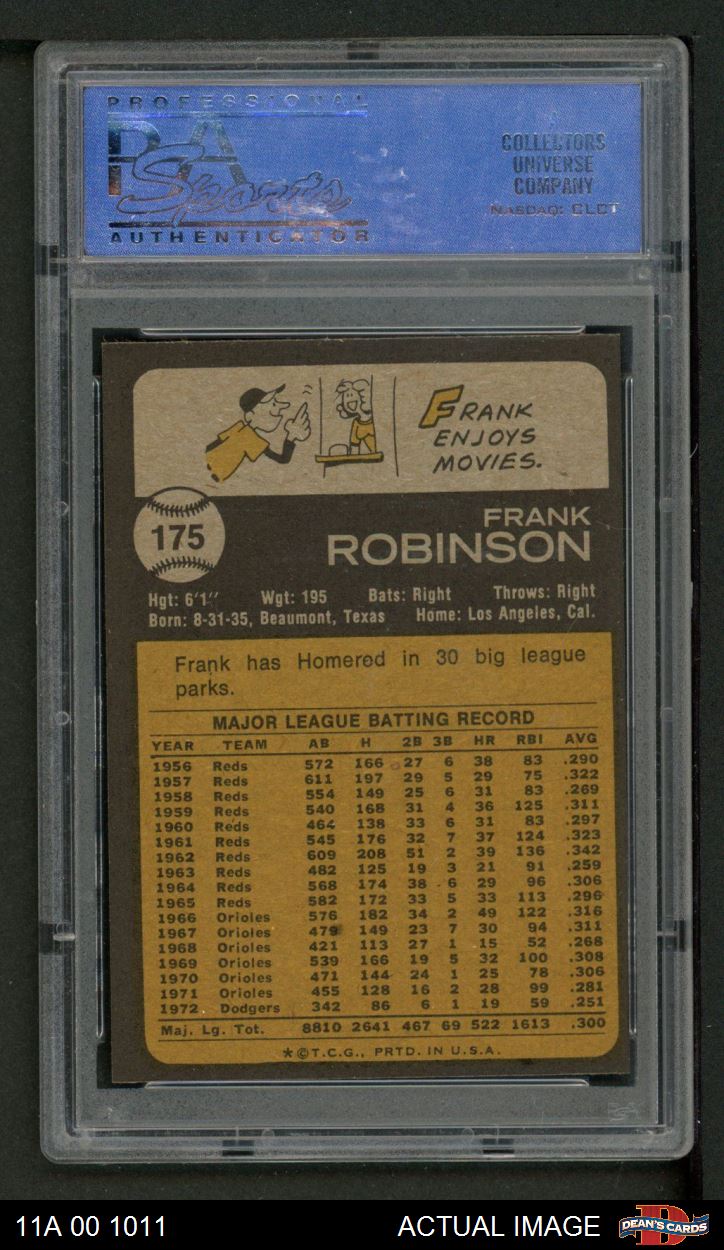 PROFESSIONAL
PSA
Sports
AUTHENTICATOR
COLLECTORS
UNIVERSE
COMPANY
NASDAQ: CLCT
FRANK
ENJOYS
MOVIES.
175
FRANK
ROBINSON
Hgt: 6'1" Wgt: 195 Bats: Right Throws: Right
Born: 8-31-35, Beaumont, Texas Home: Los Angeles, Cal.
Frank has Homered in 30 big league
parks.
MAJOR LEAGUE BATTING RECORD
YEAR TEAM AB H 2B 3B HR RBI AVG
1956 Reds 572 166 27 6 38 83 .290
1957 Reds 611 197 29 5 29 75 .322
1958 Reds 554 149 25 6 31 83 .269
1959 Reds 540 168 31 4 36 125 .311
1960 Reds 464 138 33 6 31 83 .297
1961 Reds 545 176 32 7 37 124 .323
1962 Reds 609 208 51 2 39 136 .342
1963 Reds 482 125 19 3 21 91 .259
1964 Reds 568 174 38 6 29 96 .306
1965 Reds 582 172 33 5 33 113 .296
1966 Orioles 576 182 34 2 49 122 .316
1967 Orioles 479 149 23 7 30 94 .311
1968 Orioles 421 113 27 1 15 52 .268
1969 Orioles 539 166 19 5 32 100 .308
1970 Orioles 471 144 24 1 25 78 .306
1971 Orioles 455 128 16 2 28 99 .281
1972 Dodgers 342 86 6 1 19 59 .251
Maj. Lg. Tot. 8810 2641 467 69 522 1613 .300
*©T.C.G., PRTD. IN U.S.A.
11A 00 1011 ACTUAL IMAGE DEAN'S CARDS